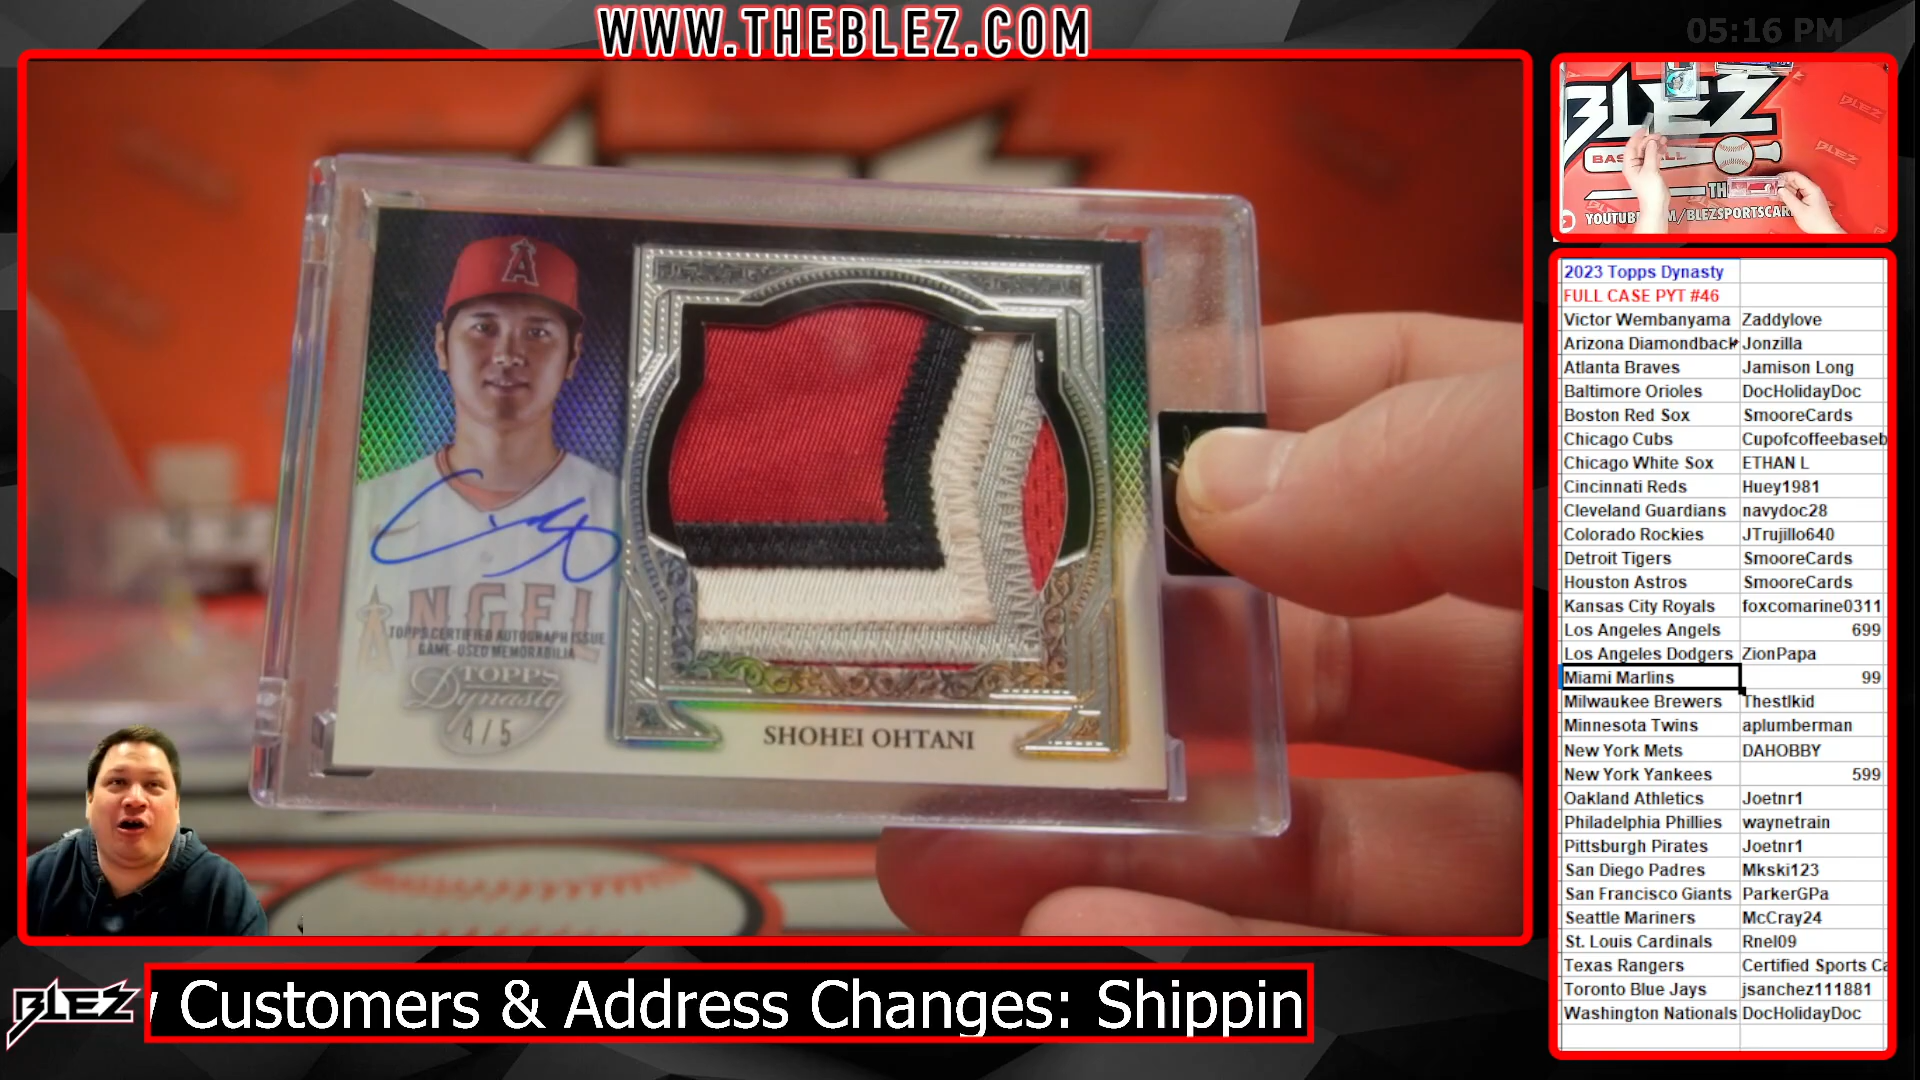 WWW.THEBLEZ.COM
05:16 PM
A
ANGEL
TOPPS CERTIFIED AUTOGRAPH ISSUE
GAME-USED MEMORABILIA
TOPPS
Dynasty
4/5
SHOHEI OHTANI
BLEZ
BASEBALL
BLEZ
BLEZ
TH
YOUTUB M/BLEZSPORTSCAR
2023 Topps Dynasty
FULL CASE PYT #46
Victor Wembanyama Zaddylove
Arizona Diamondback Jonzilla
Atlanta Braves Jamison Long
Baltimore Orioles DocHolidayDoc
Boston Red Sox SmooreCards
Chicago Cubs Cupofcoffeebaseb
Chicago White Sox ETHAN L
Cincinnati Reds Huey1981
Cleveland Guardians navydoc28
Colorado Rockies JTrujillo640
Detroit Tigers SmooreCards
Houston Astros SmooreCards
Kansas City Royals foxcomarine0311
Los Angeles Angels 699
Los Angeles Dodgers ZionPapa
Miami Marlins 99
Milwaukee Brewers Thestlkid
Minnesota Twins aplumberman
New York Mets DAHOBBY
New York Yankees 599
Oakland Athletics Joetnr1
Philadelphia Phillies waynetrain
Pittsburgh Pirates Joetnr1
San Diego Padres Mkski123
San Francisco Giants ParkerGPa
Seattle Mariners McCray24
St. Louis Cardinals Rnel09
Texas Rangers Certified Sports Ca
Toronto Blue Jays jsanchez111881
Washington Nationals DocHolidayDoc
BLEZ
Customers & Address Changes: Shippin